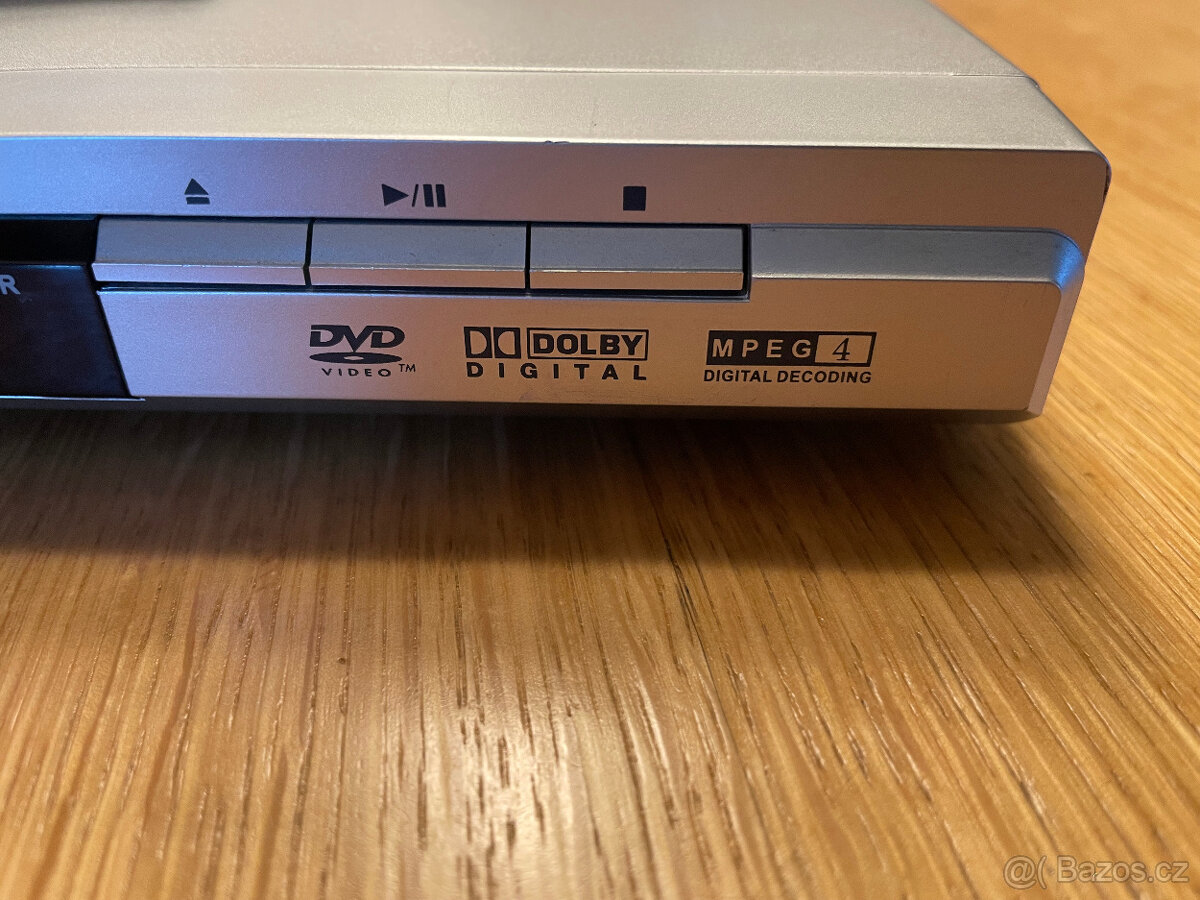 R
DVD
VIDEO™
DOLBY
DIGITAL
MPEG 4
DIGITAL DECODING
@( Bazos.cz